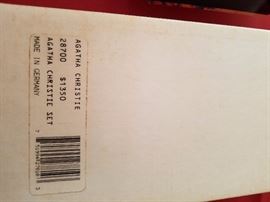 AGATHA CHRISTIE
28700 $1350
AGATHA CHRISTIE SET
MADE IN GERMANY